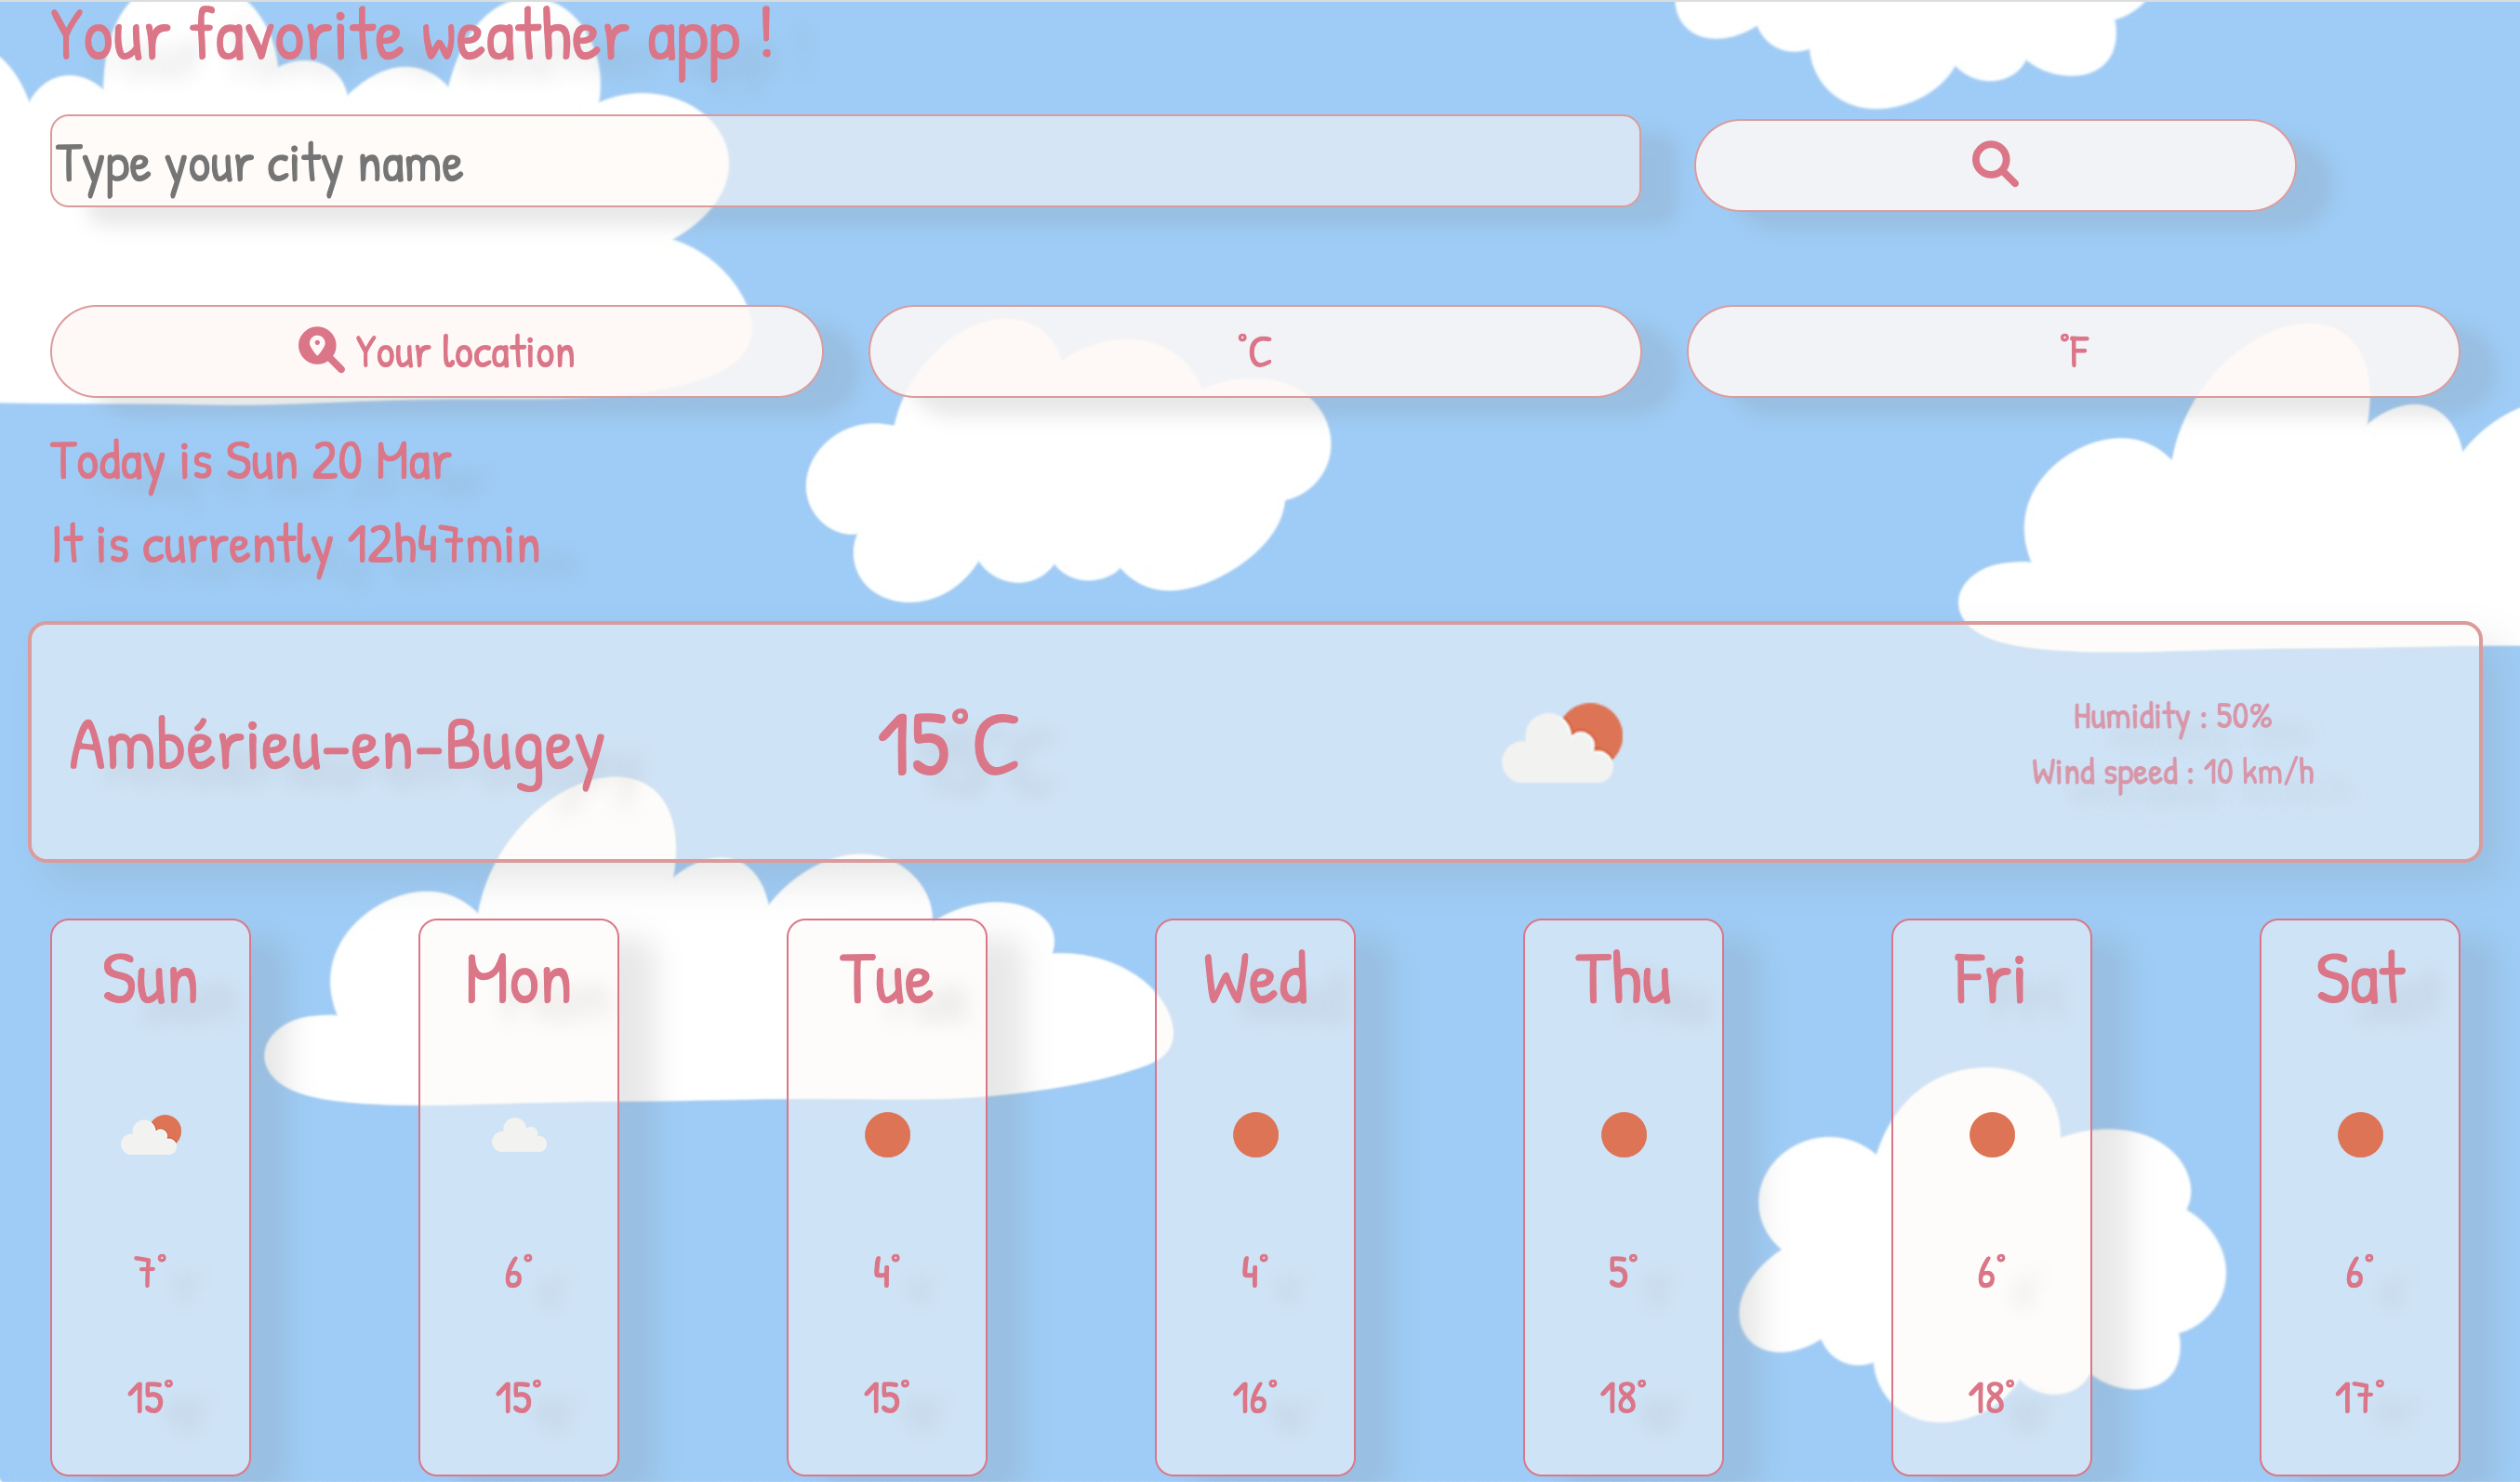 Your favorite weather app !
Type your city name
Your location
°C
°F
Today is Sun 20 Mar
It is currently 12h47min
Ambérieu-en-Bugey
15°C
Humidity : 50%
Wind speed : 10 km/h
Sun Mon Tue Wed Thu Fri Sat
7° 6° 4° 4° 5° 6° 6°
15° 15° 15° 16° 18° 18° 17°